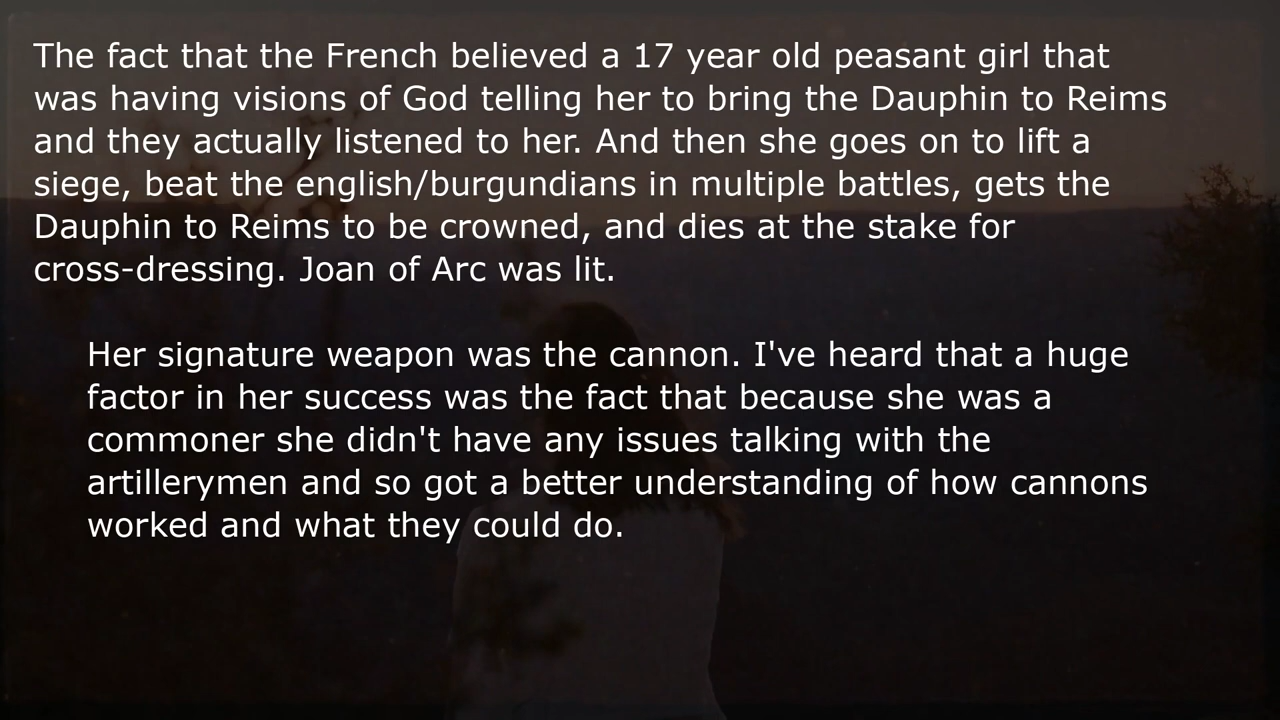 The fact that the French believed a 17 year old peasant girl that
was having visions of God telling her to bring the Dauphin to Reims
and they actually listened to her. And then she goes on to lift a
siege, beat the english/burgundians in multiple battles, gets the
Dauphin to Reims to be crowned, and dies at the stake for
cross-dressing. Joan of Arc was lit.
Her signature weapon was the cannon. I've heard that a huge
factor in her success was the fact that because she was a
commoner she didn't have any issues talking with the
artillerymen and so got a better understanding of how cannons
worked and what they could do.